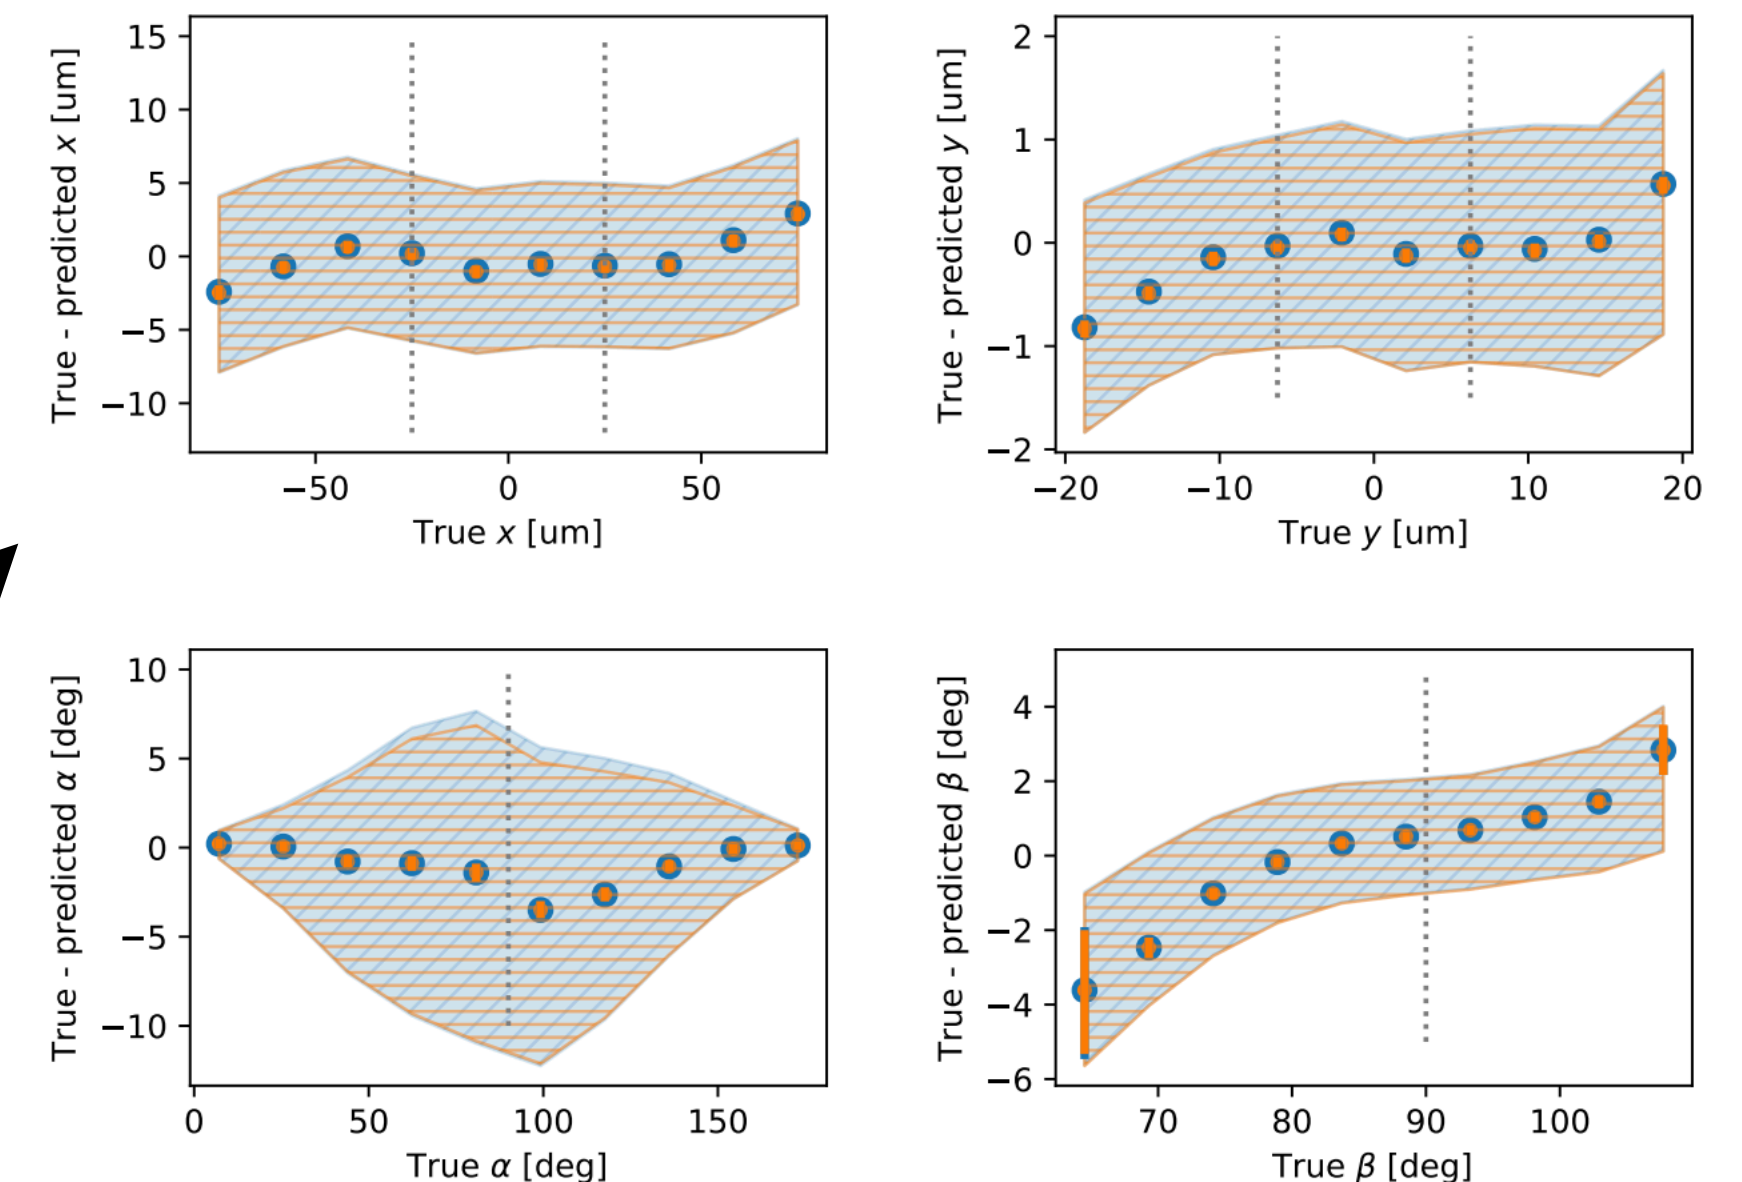 True - predicted x [um]
15
10
5
0
−5
−10
−50 0 50
True x [um]
True - predicted y [um]
2
1
0
−1
−2
−20 −10 0 10 20
True y [um]
True - predicted α [deg]
10
5
0
−5
−10
0 50 100 150
True α [deg]
True - predicted β [deg]
4
2
0
−2
−4
−6
70 80 90 100
True β [deg]